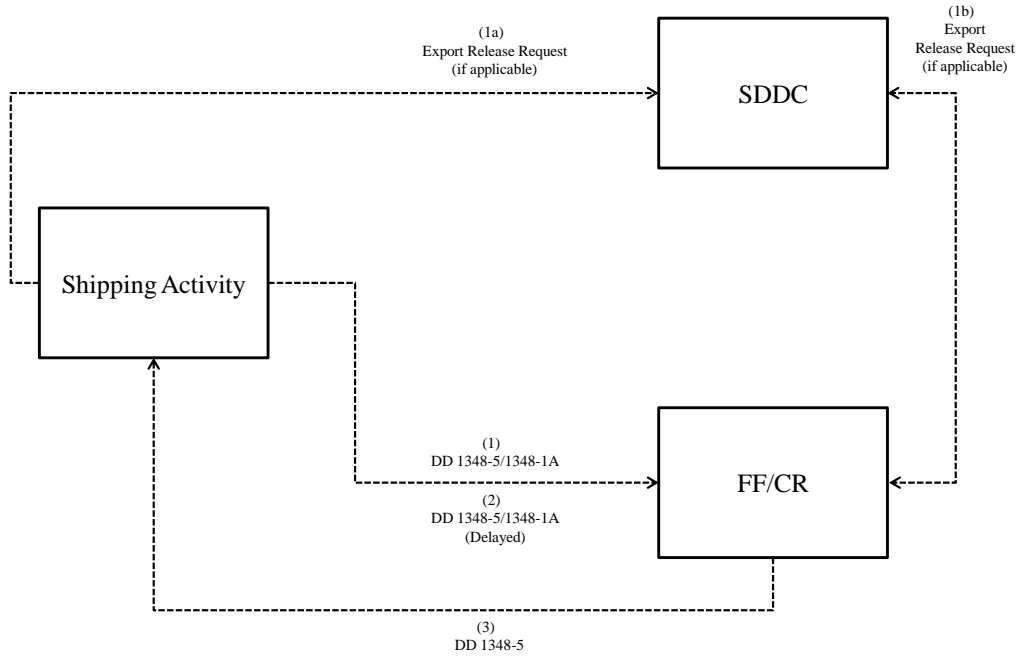 (1a)
Export Release Request
(if applicable)
(1b)
Export
Release Request
(if applicable)
SDDC
Shipping Activity
(1)
DD 1348-5/1348-1A
(2)
DD 1348-5/1348-1A
(Delayed)
FF/CR
(3)
DD 1348-5